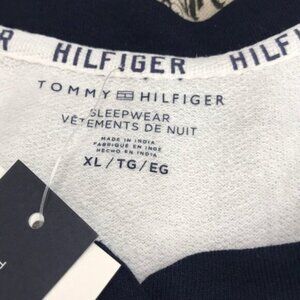 HILFIGER HILF
TOMMY HILFIGER
SLEEPWEAR
VÊTEMENTS DE NUIT
MADE IN INDIA
FABRIQUÉ EN INDE
HECHO EN INDIA
XL / TG / EG